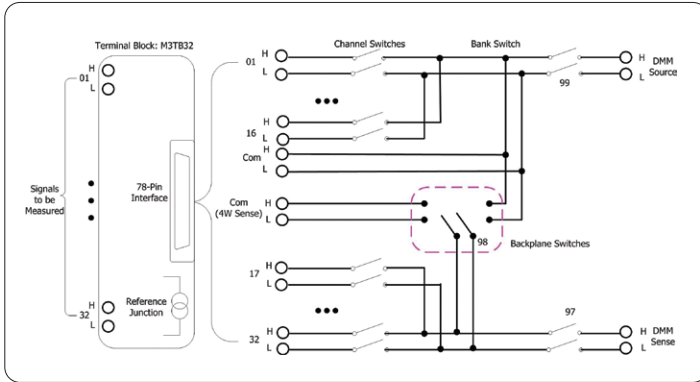 Terminal Block: M3TB32
Channel Switches
Bank Switch
H
01
L
H
01
L
H
DMM
L
Source
99
H
16
L
H
Com
L
Signals
to be
Measured
78-Pin
Interface
Com
(4W Sense)
H
L
98
Backplane Switches
H
17
L
Reference
Junction
H
32
L
97
H
32
L
H
DMM
L
Sense